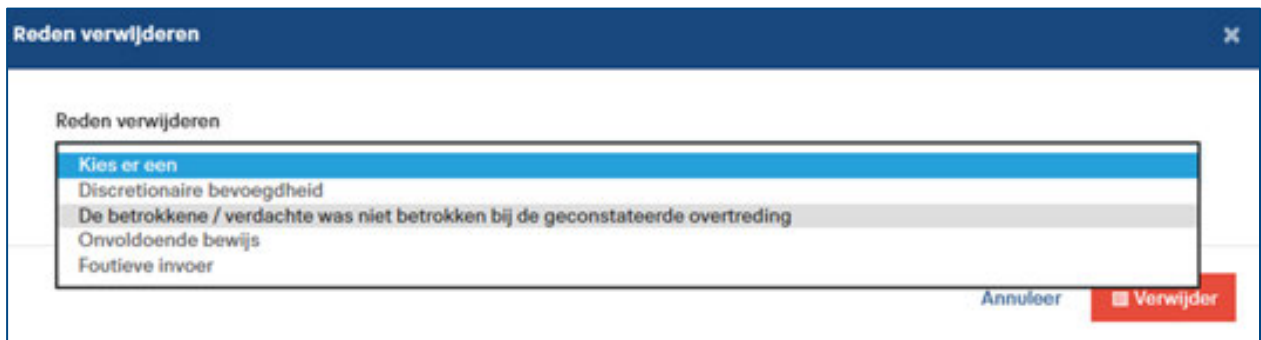 Reden verwijderen
Reden verwijderen
Kies er een
Discretionaire bevoegdheid
De betrokkene / verdachte was niet betrokken bij de geconstateerde overtreding
Onvoldoende bewijs
Foutieve invoer
Annuleer Verwijder